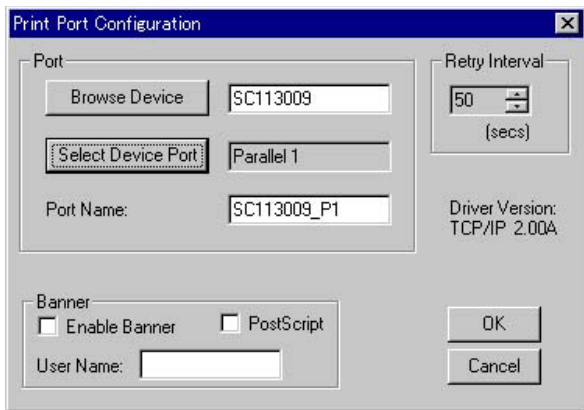 Print Port Configuration
Port
Browse Device
SC113009
Select Device Port
Parallel 1
Port Name:
SC113009_P1
Retry Interval
50
(secs)
Driver Version:
TCP/IP 2.00A
Banner
Enable Banner
PostScript
User Name:
OK
Cancel